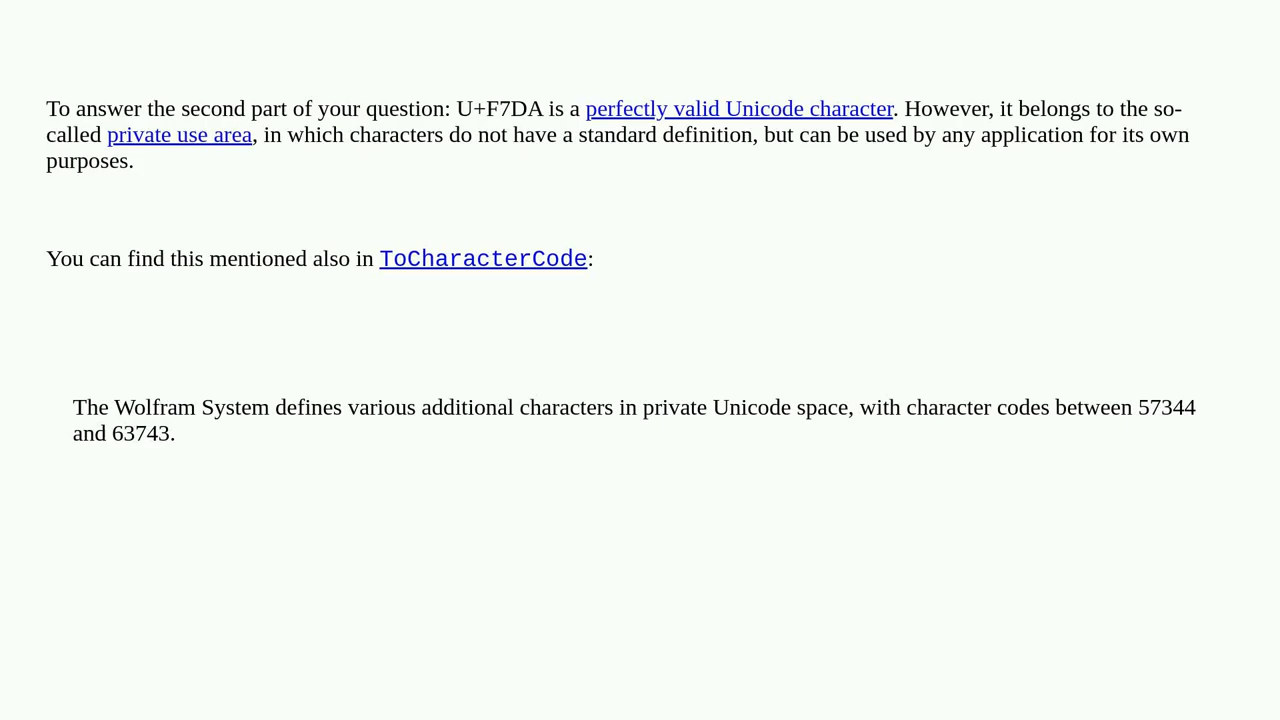 To answer the second part of your question: U+F7DA is a perfectly valid Unicode character. However, it belongs to the so-
called private use area, in which characters do not have a standard definition, but can be used by any application for its own
purposes.
You can find this mentioned also in ToCharacterCode:
The Wolfram System defines various additional characters in private Unicode space, with character codes between 57344
and 63743.